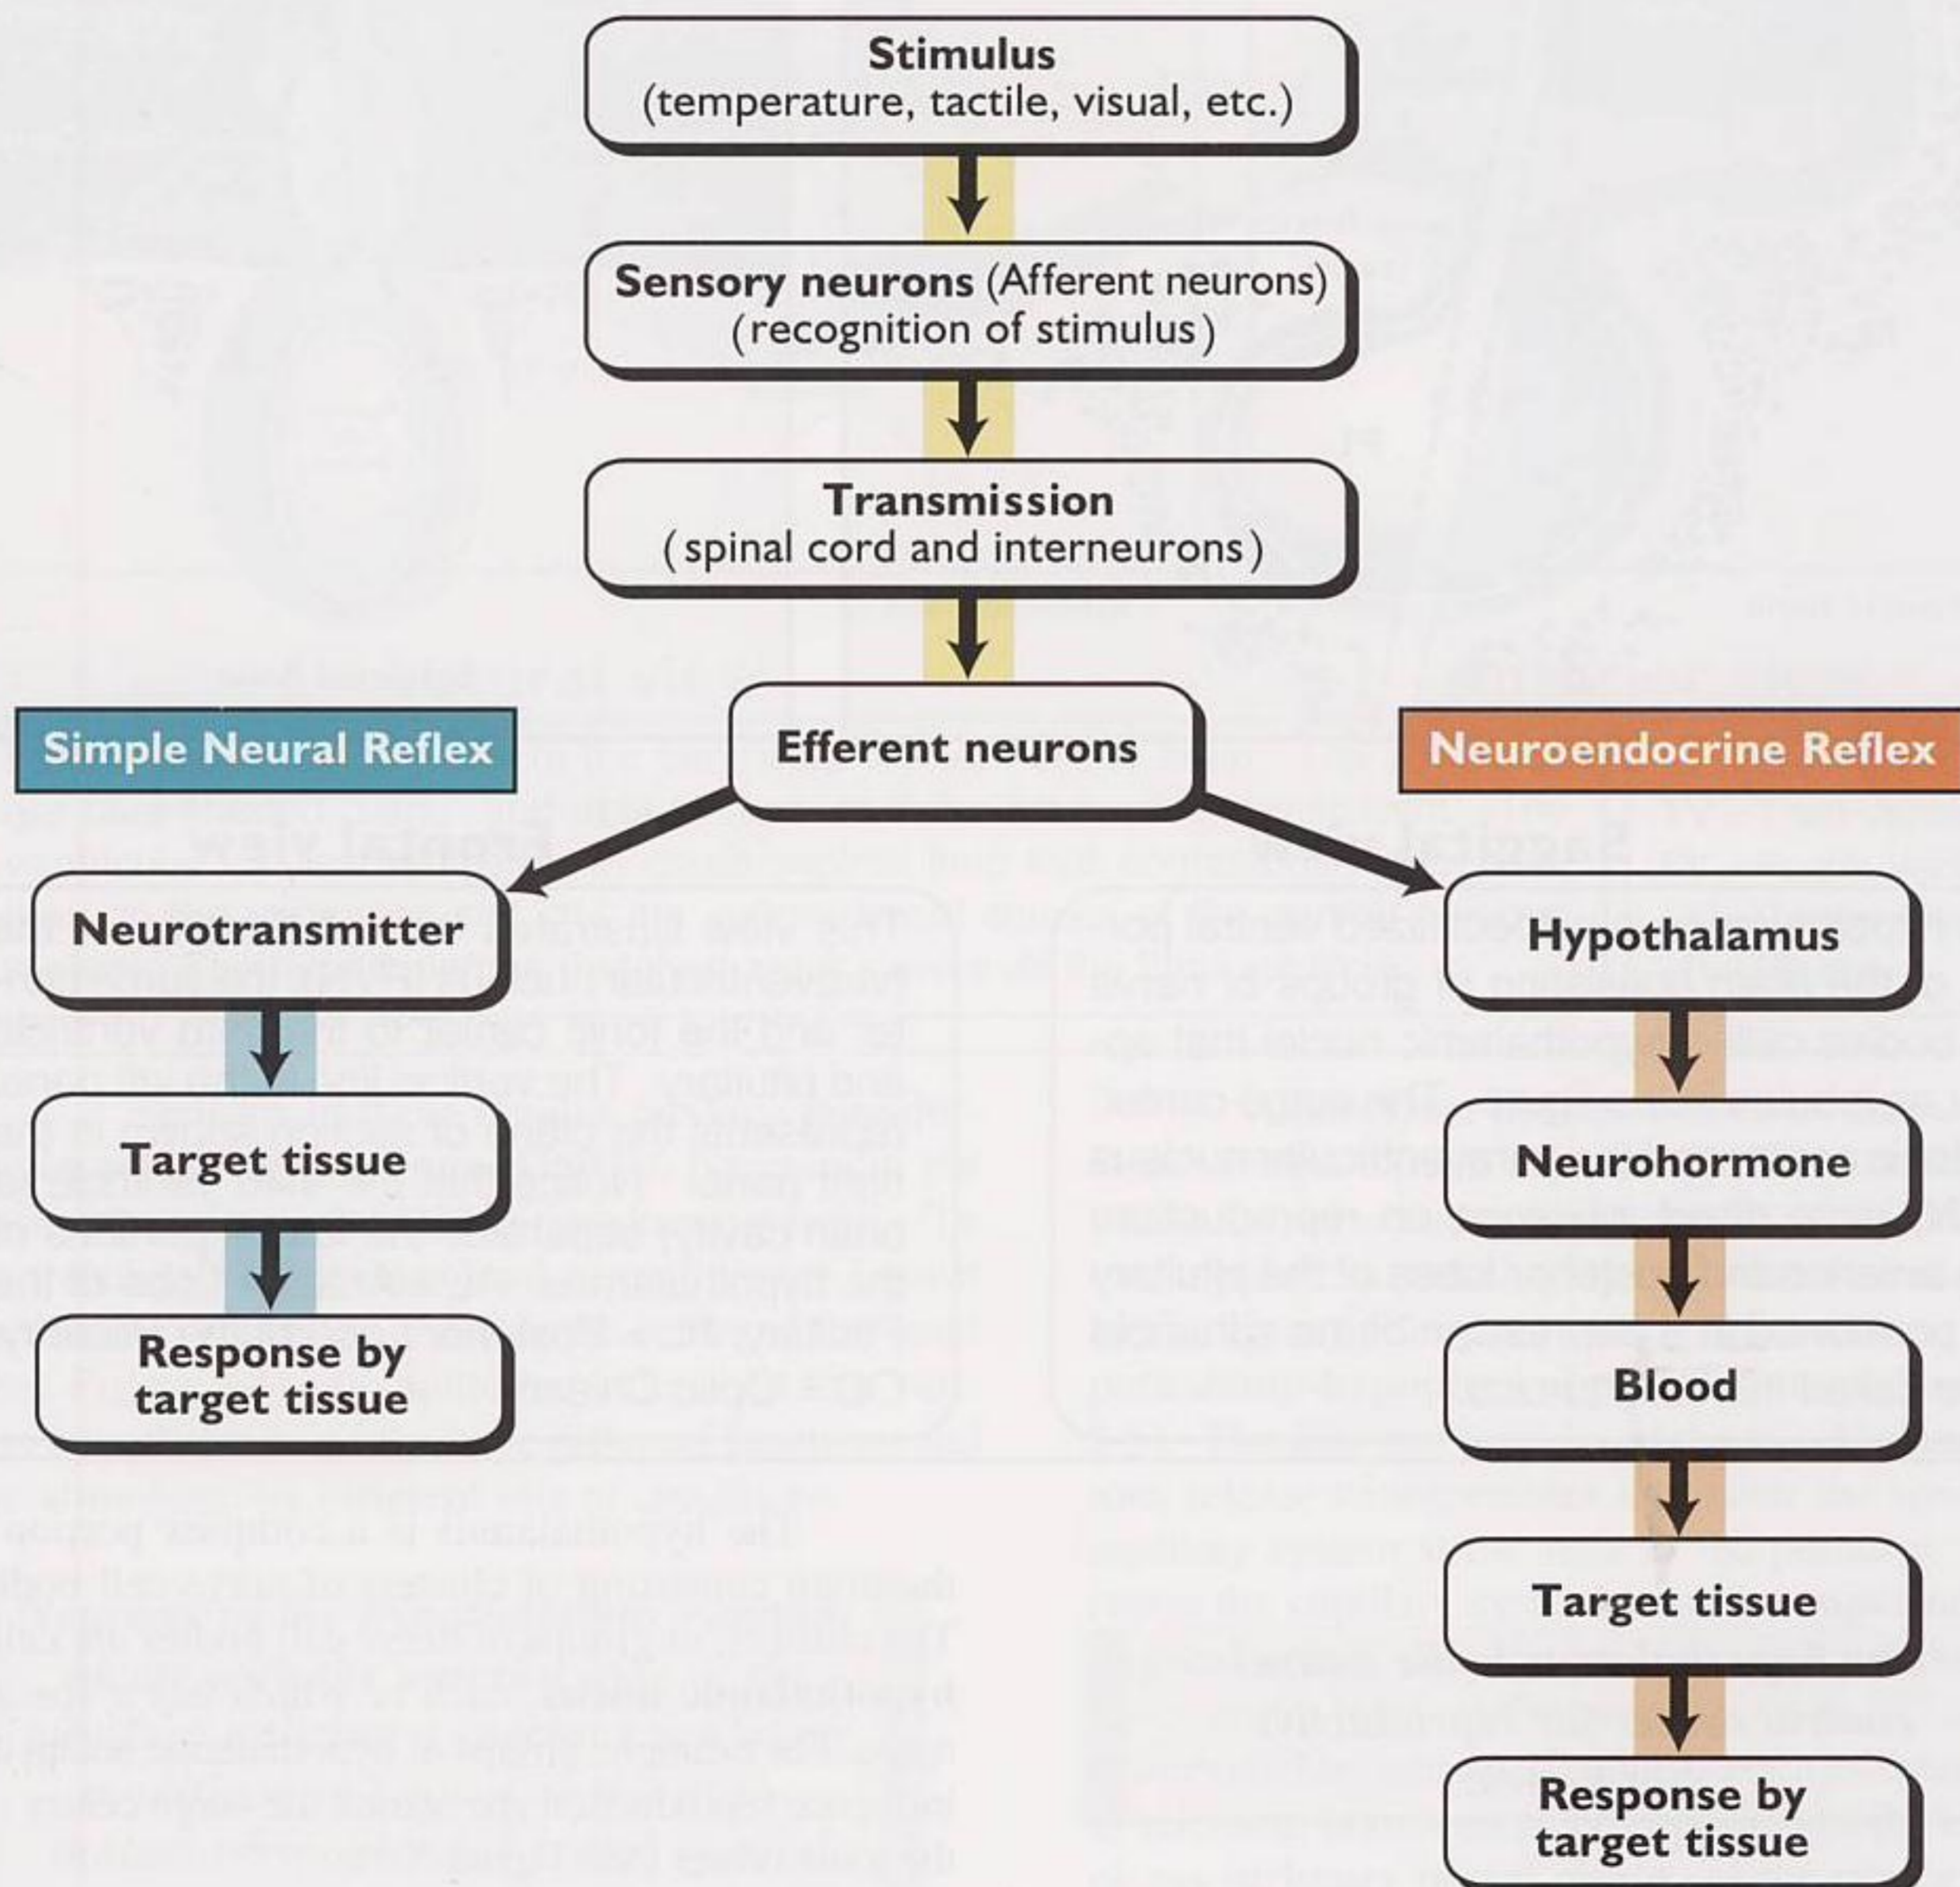 Stimulus
(temperature, tactile, visual, etc.)
Sensory neurons (Afferent neurons)
(recognition of stimulus)
Transmission
(spinal cord and interneurons)
Simple Neural Reflex
Efferent neurons
Neuroendocrine Reflex
Neurotransmitter
Target tissue
Response by
target tissue
Hypothalamus
Neurohormone
Blood
Target tissue
Response by
target tissue